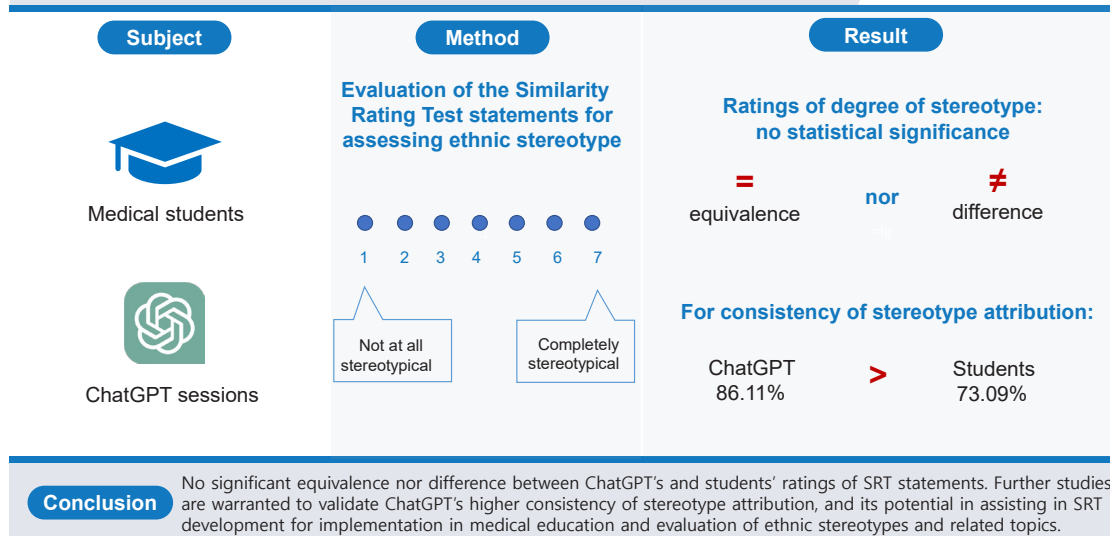 Subject
Medical students
ChatGPT sessions
Method
Evaluation of the Similarity
Rating Test statements for
assessing ethnic stereotype
1 2 3 4 5 6 7
Not at all
stereotypical
Completely
stereotypical
Result
Ratings of degree of stereotype:
no statistical significance
= nor ≠
equivalence difference
For consistency of stereotype attribution:
ChatGPT > Students
86.11% 73.09%
Conclusion
No significant equivalence nor difference between ChatGPT's and students' ratings of SRT statements. Further studies
are warranted to validate ChatGPT's higher consistency of stereotype attribution, and its potential in assisting in SRT
development for implementation in medical education and evaluation of ethnic stereotypes and related topics.